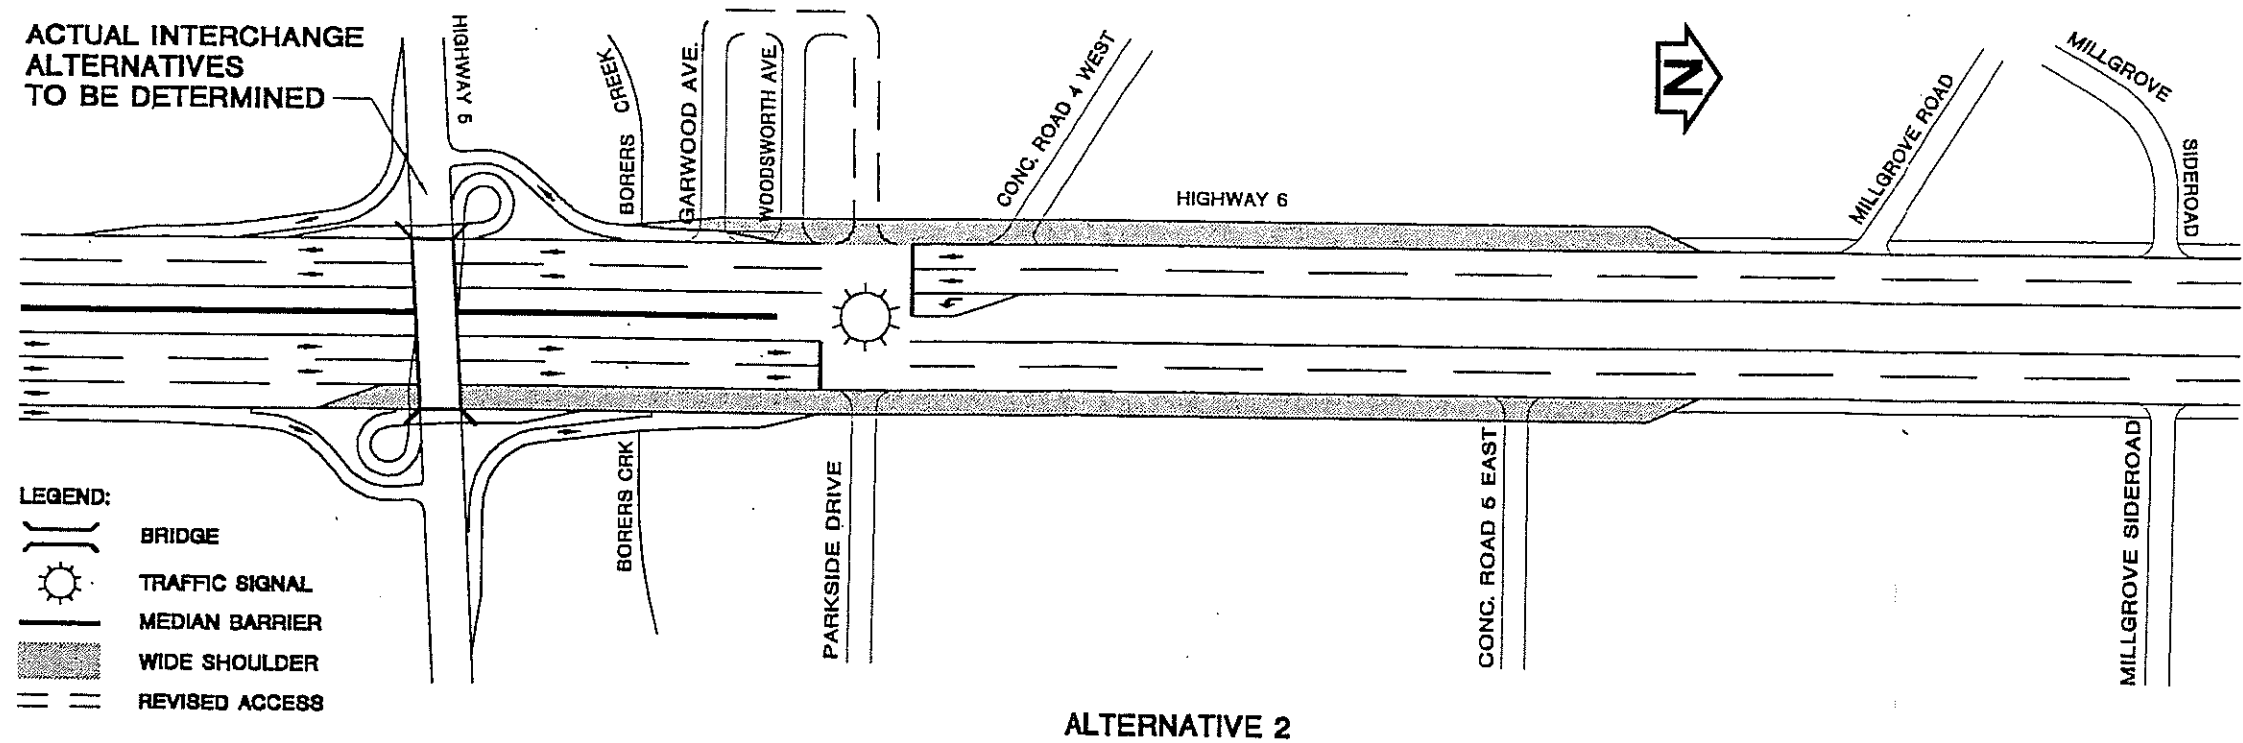 ACTUAL INTERCHANGE
ALTERNATIVES
TO BE DETERMINED
HIGHWAY 5
BORERS CREEK
GARWOOD AVE.
WOODSWORTH AVE.
CONC. ROAD 4 WEST
HIGHWAY 6
N
MILLGROVE ROAD
MILLGROVE SIDEROAD
BORERS CRK
PARKSIDE DRIVE
CONC. ROAD 5 EAST
MILLGROVE SIDEROAD
LEGEND:
BRIDGE
TRAFFIC SIGNAL
MEDIAN BARRIER
WIDE SHOULDER
REVISED ACCESS
ALTERNATIVE 2